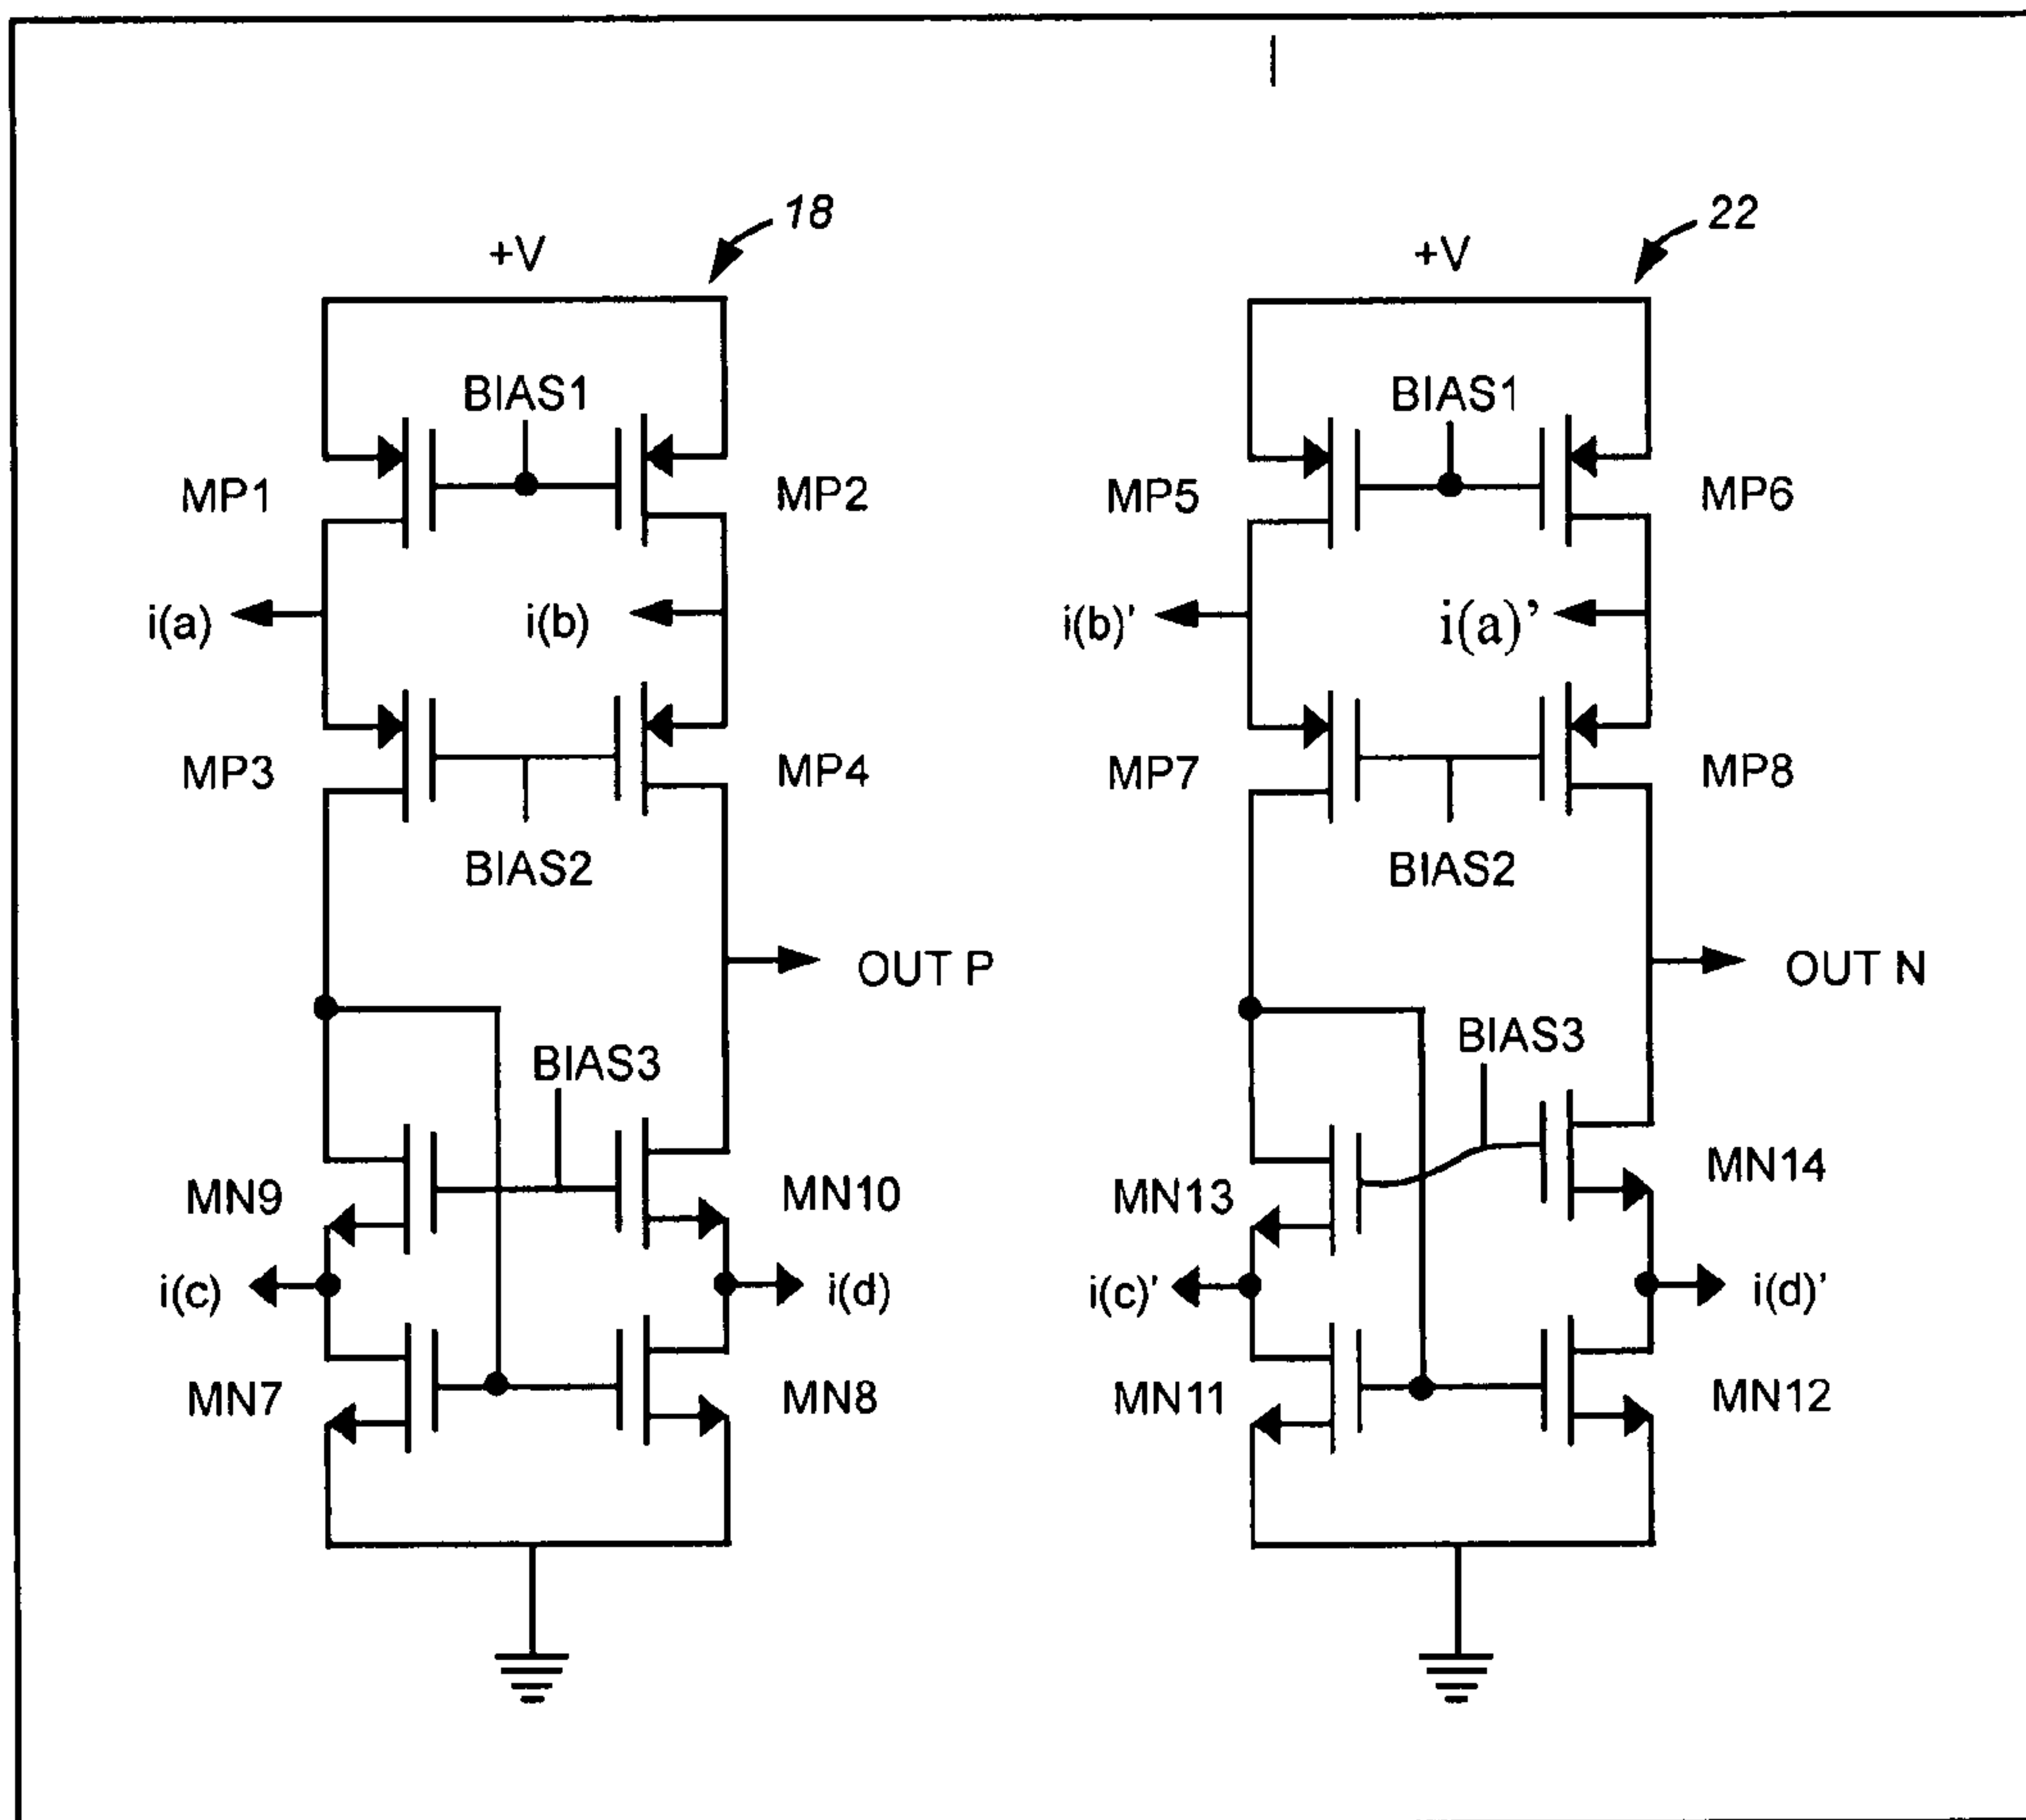 18
22
+V
+V
BIAS1
BIAS1
MP1
MP2
MP5
MP6
i(a)
i(b)
i(b)'
i(a)’
MP3
MP4
MP7
MP8
BIAS2
BIAS2
OUT P
OUT N
BIAS3
BIAS3
MN9
MN10
MN13
MN14
i(c)
i(d)
i(c)'
i(d)'
MN7
MN8
MN11
MN12